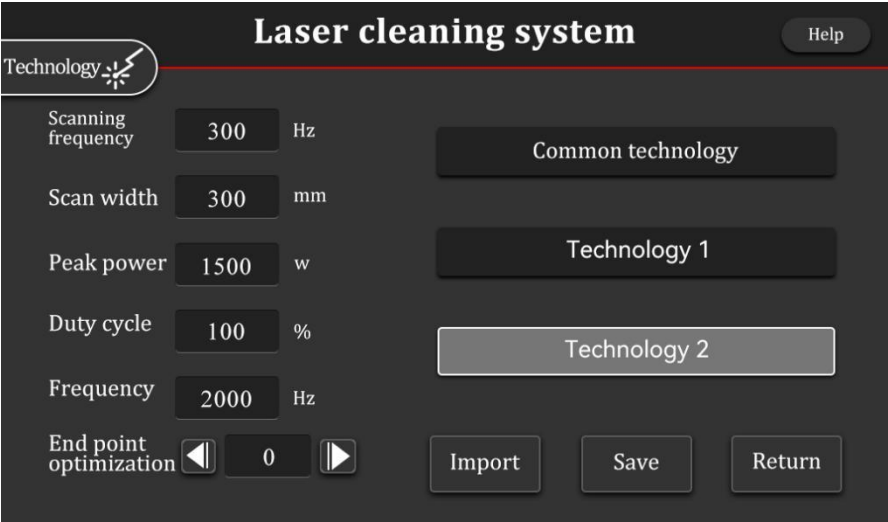 Laser cleaning system
Help
Technology
Scanning
frequency
300
Hz
Common technology
Scan width
300
mm
Technology 1
Peak power
1500
w
Duty cycle
100
%
Technology 2
Frequency
2000
Hz
End point
optimization
0
Import
Save
Return